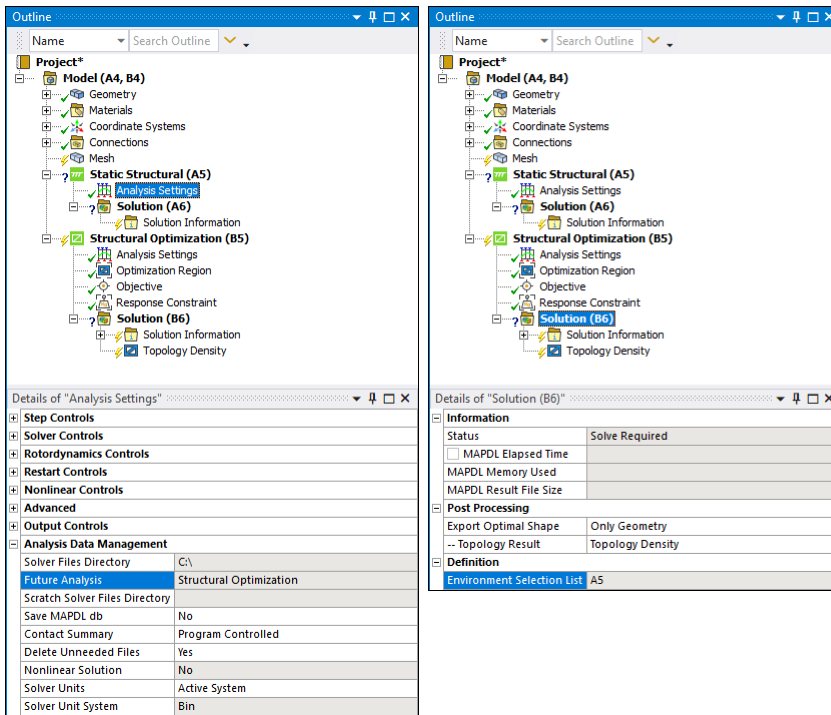 Outline
Name Search Outline
Project*
Model (A4, B4)
Geometry
Materials
Coordinate Systems
Connections
Mesh
Static Structural (A5)
Analysis Settings
Solution (A6)
Solution Information
Structural Optimization (B5)
Analysis Settings
Optimization Region
Objective
Response Constraint
Solution (B6)
Solution Information
Topology Density
Details of "Analysis Settings"
Step Controls
Solver Controls
Rotordynamics Controls
Restart Controls
Nonlinear Controls
Advanced
Output Controls
Analysis Data Management
Solver Files Directory C:\
Future Analysis Structural Optimization
Scratch Solver Files Directory
Save MAPDL db No
Contact Summary Program Controlled
Delete Unneeded Files Yes
Nonlinear Solution No
Solver Units Active System
Solver Unit System Bin
Outline
Name Search Outline
Project*
Model (A4, B4)
Geometry
Materials
Coordinate Systems
Connections
Mesh
Static Structural (A5)
Analysis Settings
Solution (A6)
Solution Information
Structural Optimization (B5)
Analysis Settings
Optimization Region
Objective
Response Constraint
Solution (B6)
Solution Information
Topology Density
Details of "Solution (B6)"
Information
Status Solve Required
MAPDL Elapsed Time
MAPDL Memory Used
MAPDL Result File Size
Post Processing
Export Optimal Shape Only Geometry
-- Topology Result Topology Density
Definition
Environment Selection List A5